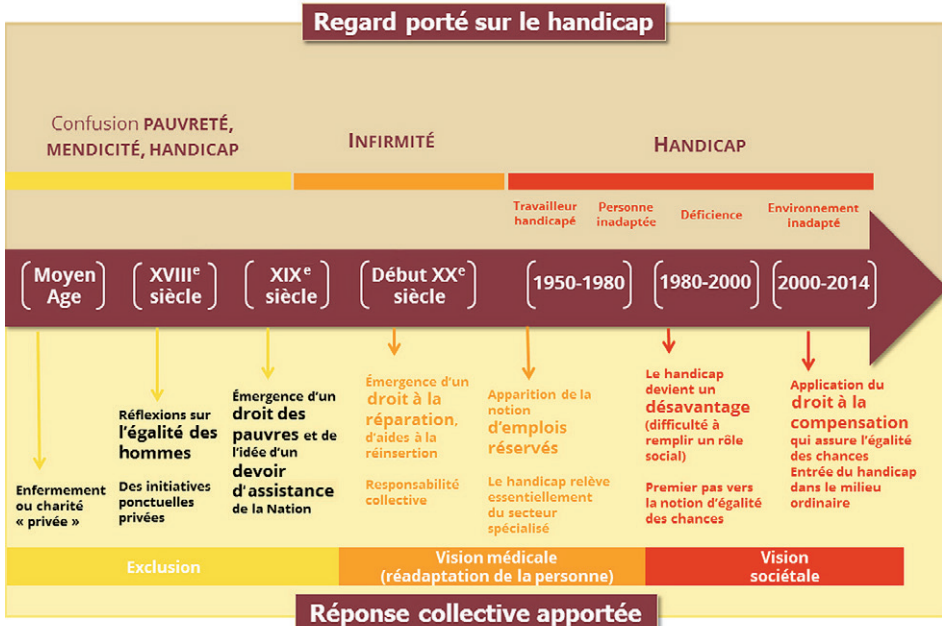 Regard porté sur le handicap
Confusion PAUVRETÉ,
MENDICITÉ, HANDICAP
INFIRMITÉ
HANDICAP
Travailleur
handicapé
Personne
inadaptée
Déficience
Environnement
inadapté
Moyen
Age
XVIIIe
siècle
XIXe
siècle
Début XXe
siècle
1950-1980
1980-2000
2000-2014
Enfermement
ou charité
« privée »
Réflexions sur
l'égalité des
hommes
Des initiatives
ponctuelles
privées
Émergence d'un
droit des
pauvres et de
l'idée d'un
devoir
d'assistance
de la Nation
Émergence d'un
droit à la
réparation,
d'aides à la
réinsertion
Responsabilité
collective
Apparition de la
notion
d'emplois
réservés
Le handicap relève
essentiellement
du secteur
spécialisé
Le handicap
devient un
désavantage
(difficulté à
remplir un rôle
social)
Premier pas vers
la notion d'égalité
des chances
Application du
droit à la
compensation
qui assure l'égalité
des chances
Entrée du handicap
dans le milieu
ordinaire
Exclusion
Vision médicale
(réadaptation de la personne)
Vision
sociétale
Réponse collective apportée